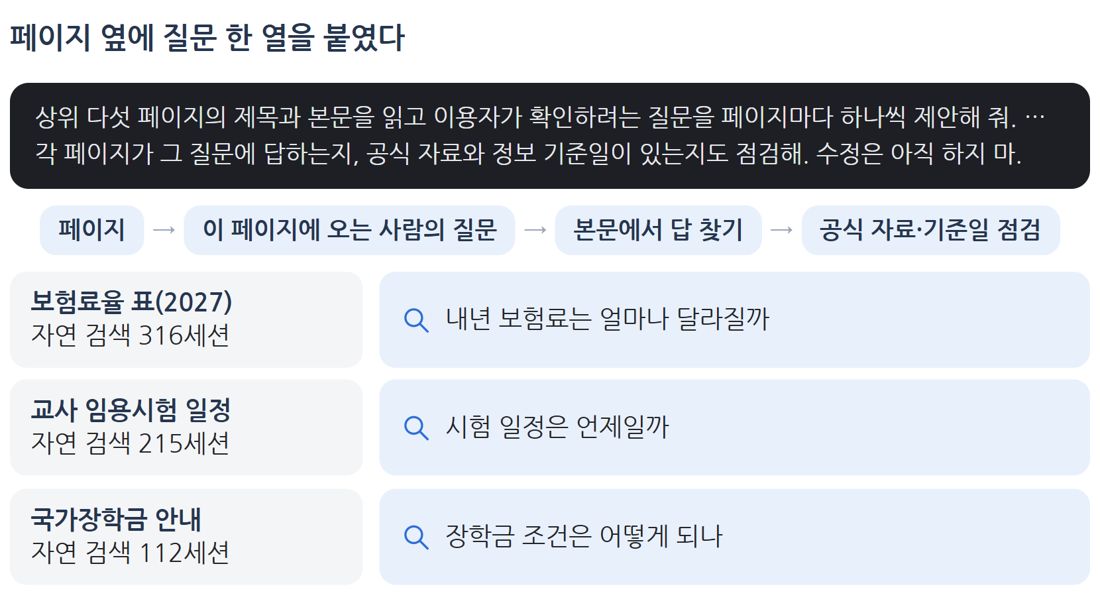 페이지 옆에 질문 한 열을 붙였다
상위 다섯 페이지의 제목과 본문을 읽고 이용자가 확인하려는 질문을 페이지마다 하나씩 제안해 줘. …
각 페이지가 그 질문에 답하는지, 공식 자료와 정보 기준일이 있는지도 점검해. 수정은 아직 하지 마.
페이지 → 이 페이지에 오는 사람의 질문 → 본문에서 답 찾기 → 공식 자료·기준일 점검
보험료율 표(2027)
자연 검색 316세션
내년 보험료는 얼마나 달라질까
교사 임용시험 일정
자연 검색 215세션
시험 일정은 언제일까
국가장학금 안내
자연 검색 112세션
장학금 조건은 어떻게 되나